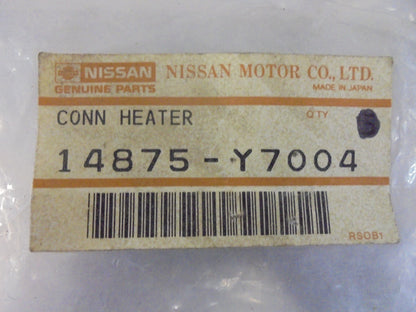 NISSAN NISSAN MOTOR CO., LTD.
GENUINE PARTS MADE IN JAPAN
CONN HEATER QTY
14875-Y7004
RSOB1